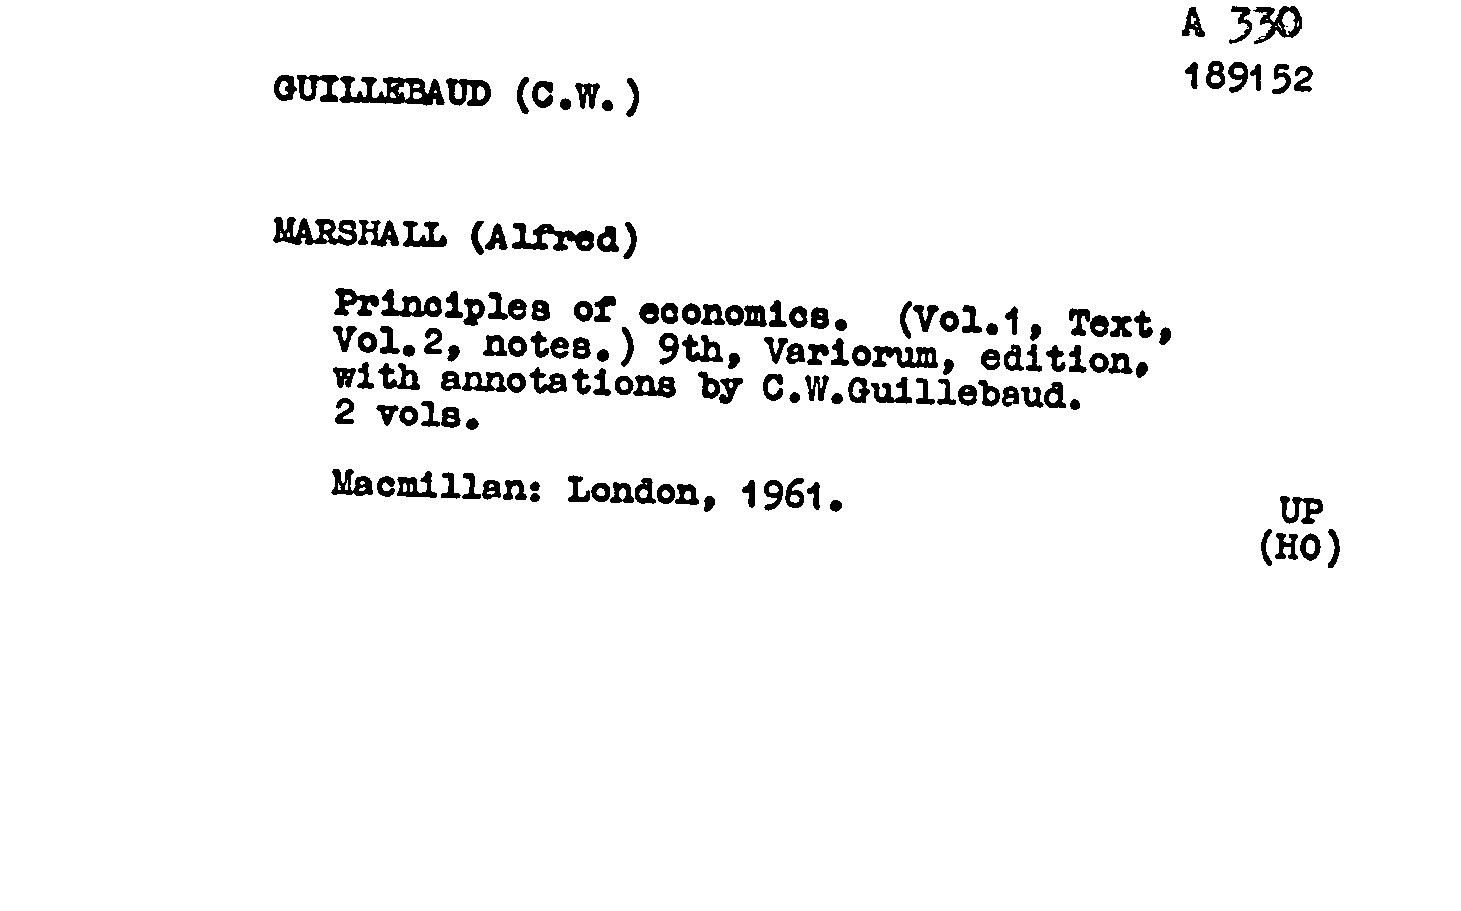 A 330
189152
GUILLEBAUD (C.W.)
MARSHALL (Alfred)
Principles of economics. (Vol.1, Text,
Vol.2, notes.) 9th, Variorum, edition,
with annotations by C.W.Guillebaud.
2 vols.
Macmillan: London, 1961.
UP
(HO)